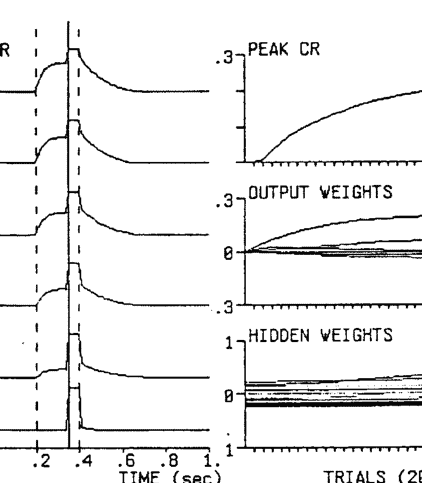 R
.2 .4 .6 .8 1.
TIME (sec)
.3 PEAK CR
OUTPUT WEIGHTS
.3
0
.3
HIDDEN WEIGHTS
1
0
1
TRIALS (20